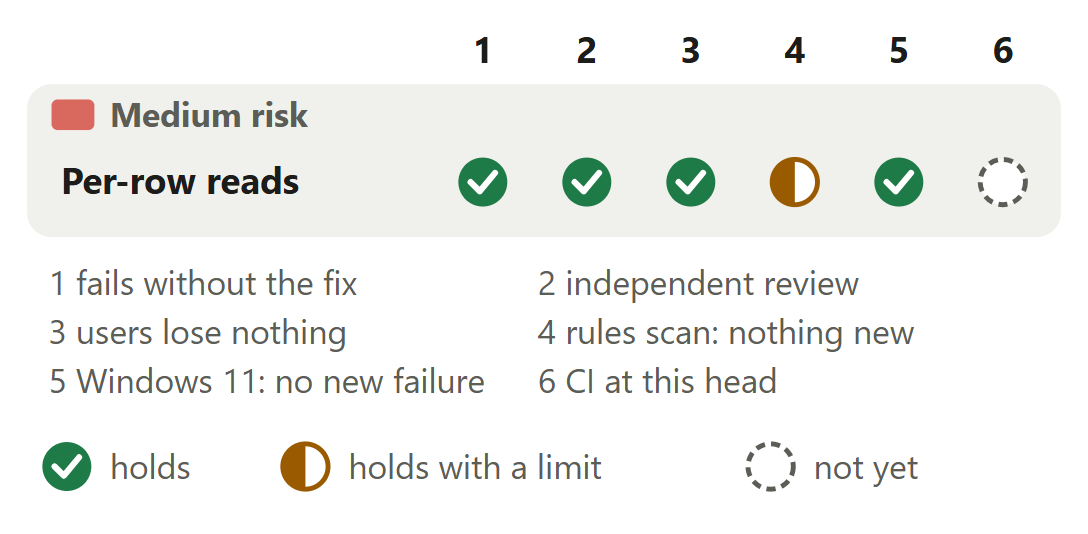 1 2 3 4 5 6
Medium risk
Per-row reads
1 fails without the fix
2 independent review
3 users lose nothing
4 rules scan: nothing new
5 Windows 11: no new failure
6 CI at this head
holds
holds with a limit
not yet